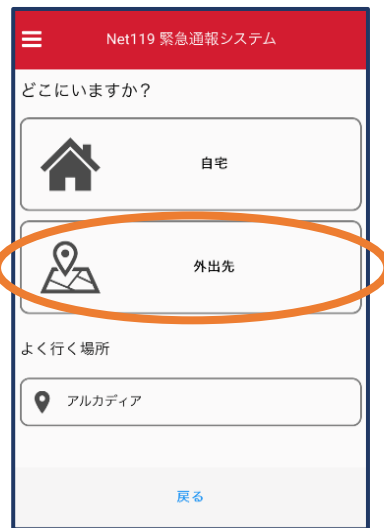 Net119 緊急通報システム
どこにいますか？
自宅
外出先
よく行く場所
アルカディア
戻る